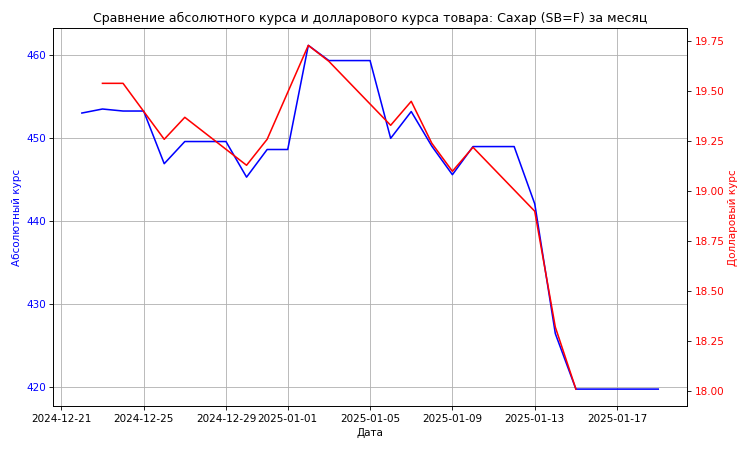 Сравнение абсолютного курса и долларового курса товара: Сахар (SB=F) за месяц
Абсолютный курс
460
450
440
430
420
19.75
19.50
19.25
19.00
18.75
18.50
18.25
18.00
Долларовый курс
2024-12-21 2024-12-25 2024-12-29 2025-01-01 2025-01-05 2025-01-09 2025-01-13 2025-01-17
Дата